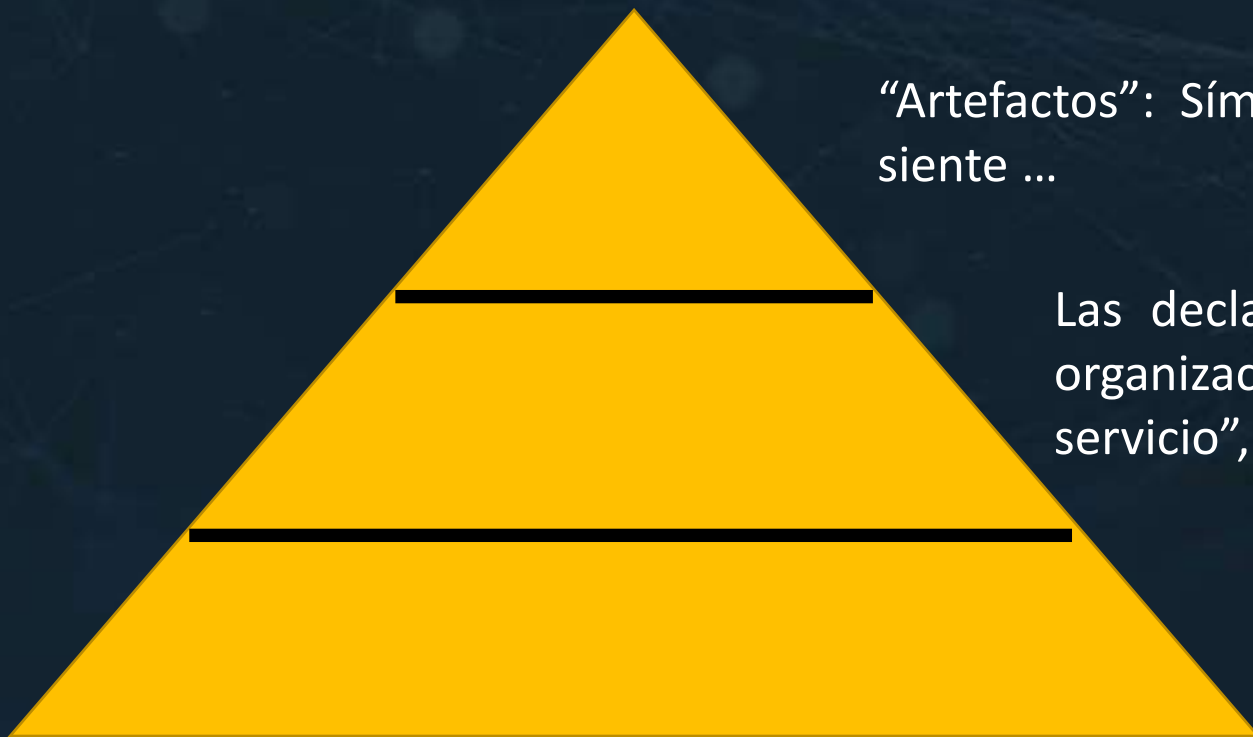 “Artefactos”: Sím
siente ...
Las decla
organizac
servicio”,